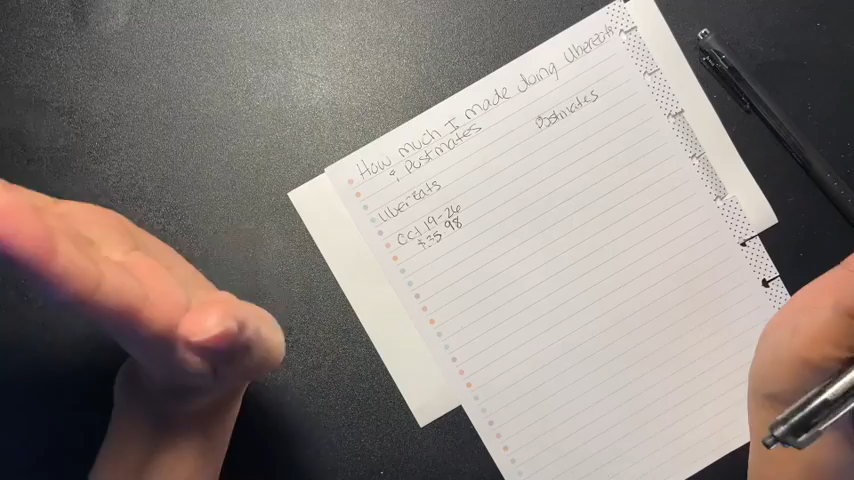 How much I made doing Ubereats
& Postmates
UberEats
Postmates
Oct 19-26
$35.98